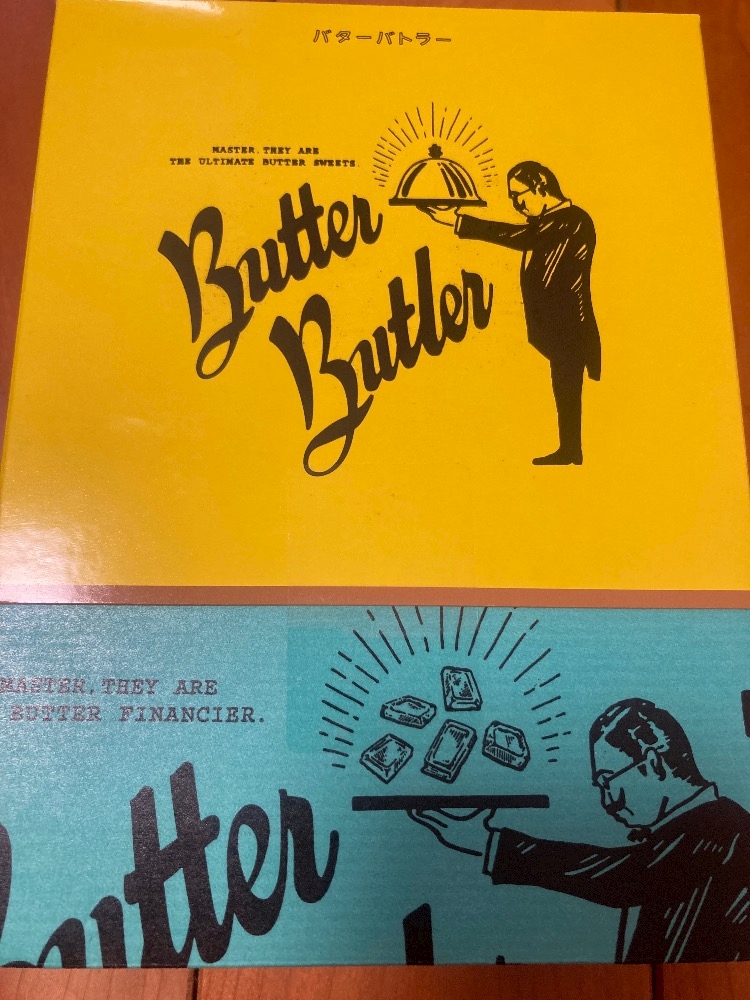 バターバトラー
MASTER, THEY ARE
THE ULTIMATE BUTTER SWEETS.
Butter
Butler
MASTER, THEY ARE
BUTTER FINANCIER.
Butter